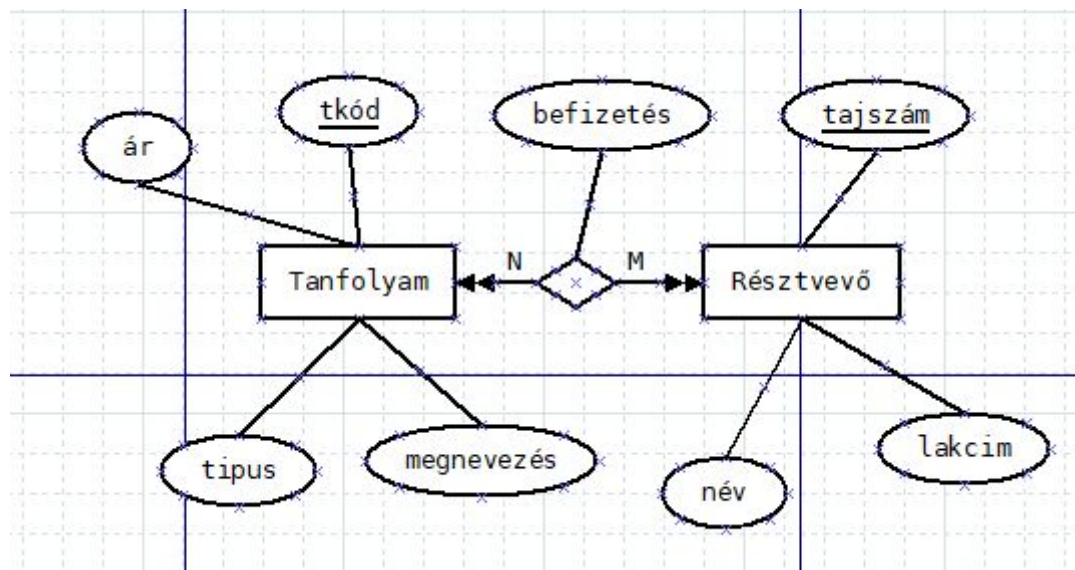 ár
tkód
befizetés
tajszám
Tanfolyam
N
M
Résztvevő
tipus
megnevezés
név
lakcim